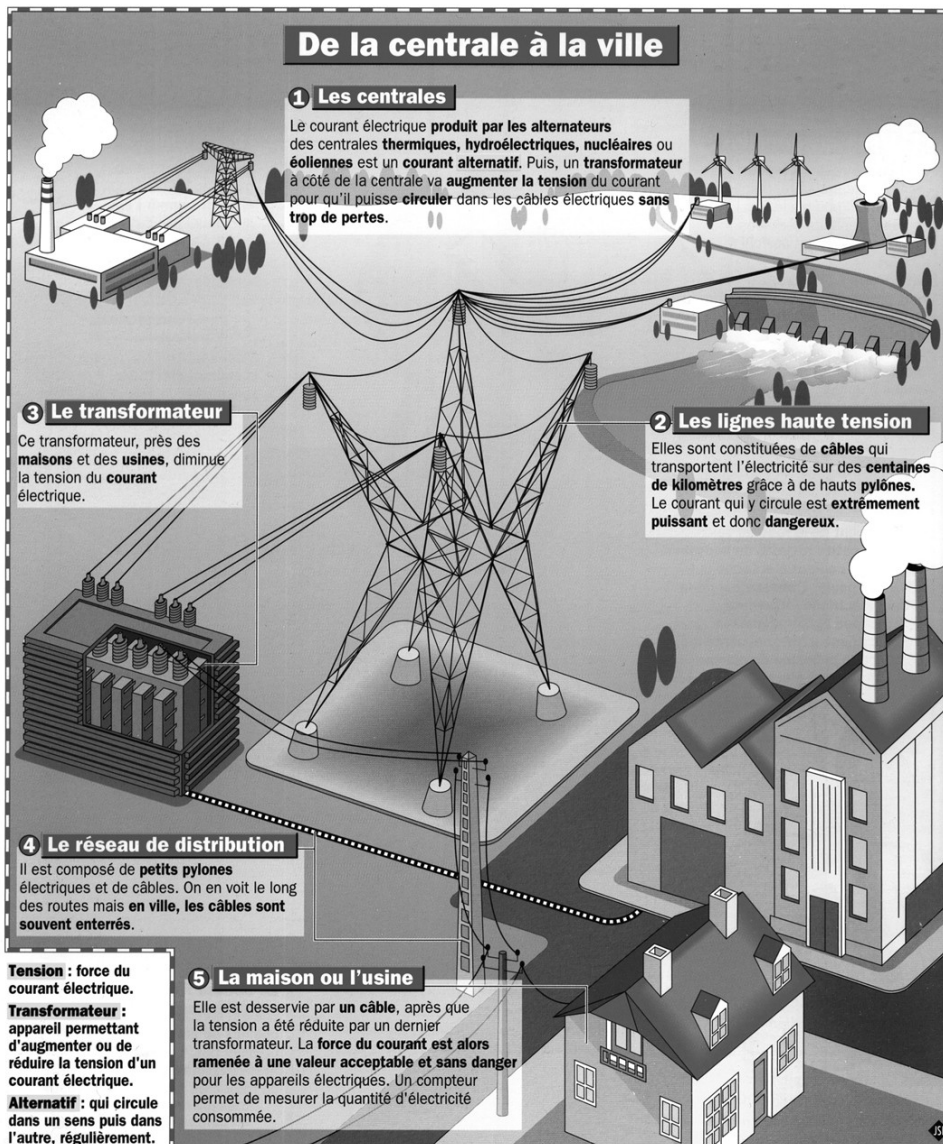 De la centrale à la ville
1 Les centrales
Le courant électrique produit par les alternateurs
des centrales thermiques, hydroélectriques, nucléaires ou
éoliennes est un courant alternatif. Puis, un transformateur
à côté de la centrale va augmenter la tension du courant
pour qu'il puisse circuler dans les câbles électriques sans
trop de pertes.
2 Les lignes haute tension
Elles sont constituées de câbles qui
transportent l'électricité sur des centaines
de kilomètres grâce à de hauts pylônes.
Le courant qui y circule est extrêmement
puissant et donc dangereux.
3 Le transformateur
Ce transformateur, près des
maisons et des usines, diminue
la tension du courant
électrique.
4 Le réseau de distribution
Il est composé de petits pylones
électriques et de câbles. On en voit le long
des routes mais en ville, les câbles sont
souvent enterrés.
5 La maison ou l'usine
Elle est desservie par un câble, après que
la tension a été réduite par un dernier
transformateur. La force du courant est alors
ramenée à une valeur acceptable et sans danger
pour les appareils électriques. Un compteur
permet de mesurer la quantité d'électricité
consommée.
Tension : force du
courant électrique.
Transformateur :
appareil permettant
d'augmenter ou de
réduire la tension d'un
courant électrique.
Alternatif : qui circule
dans un sens puis dans
l'autre, régulièrement.